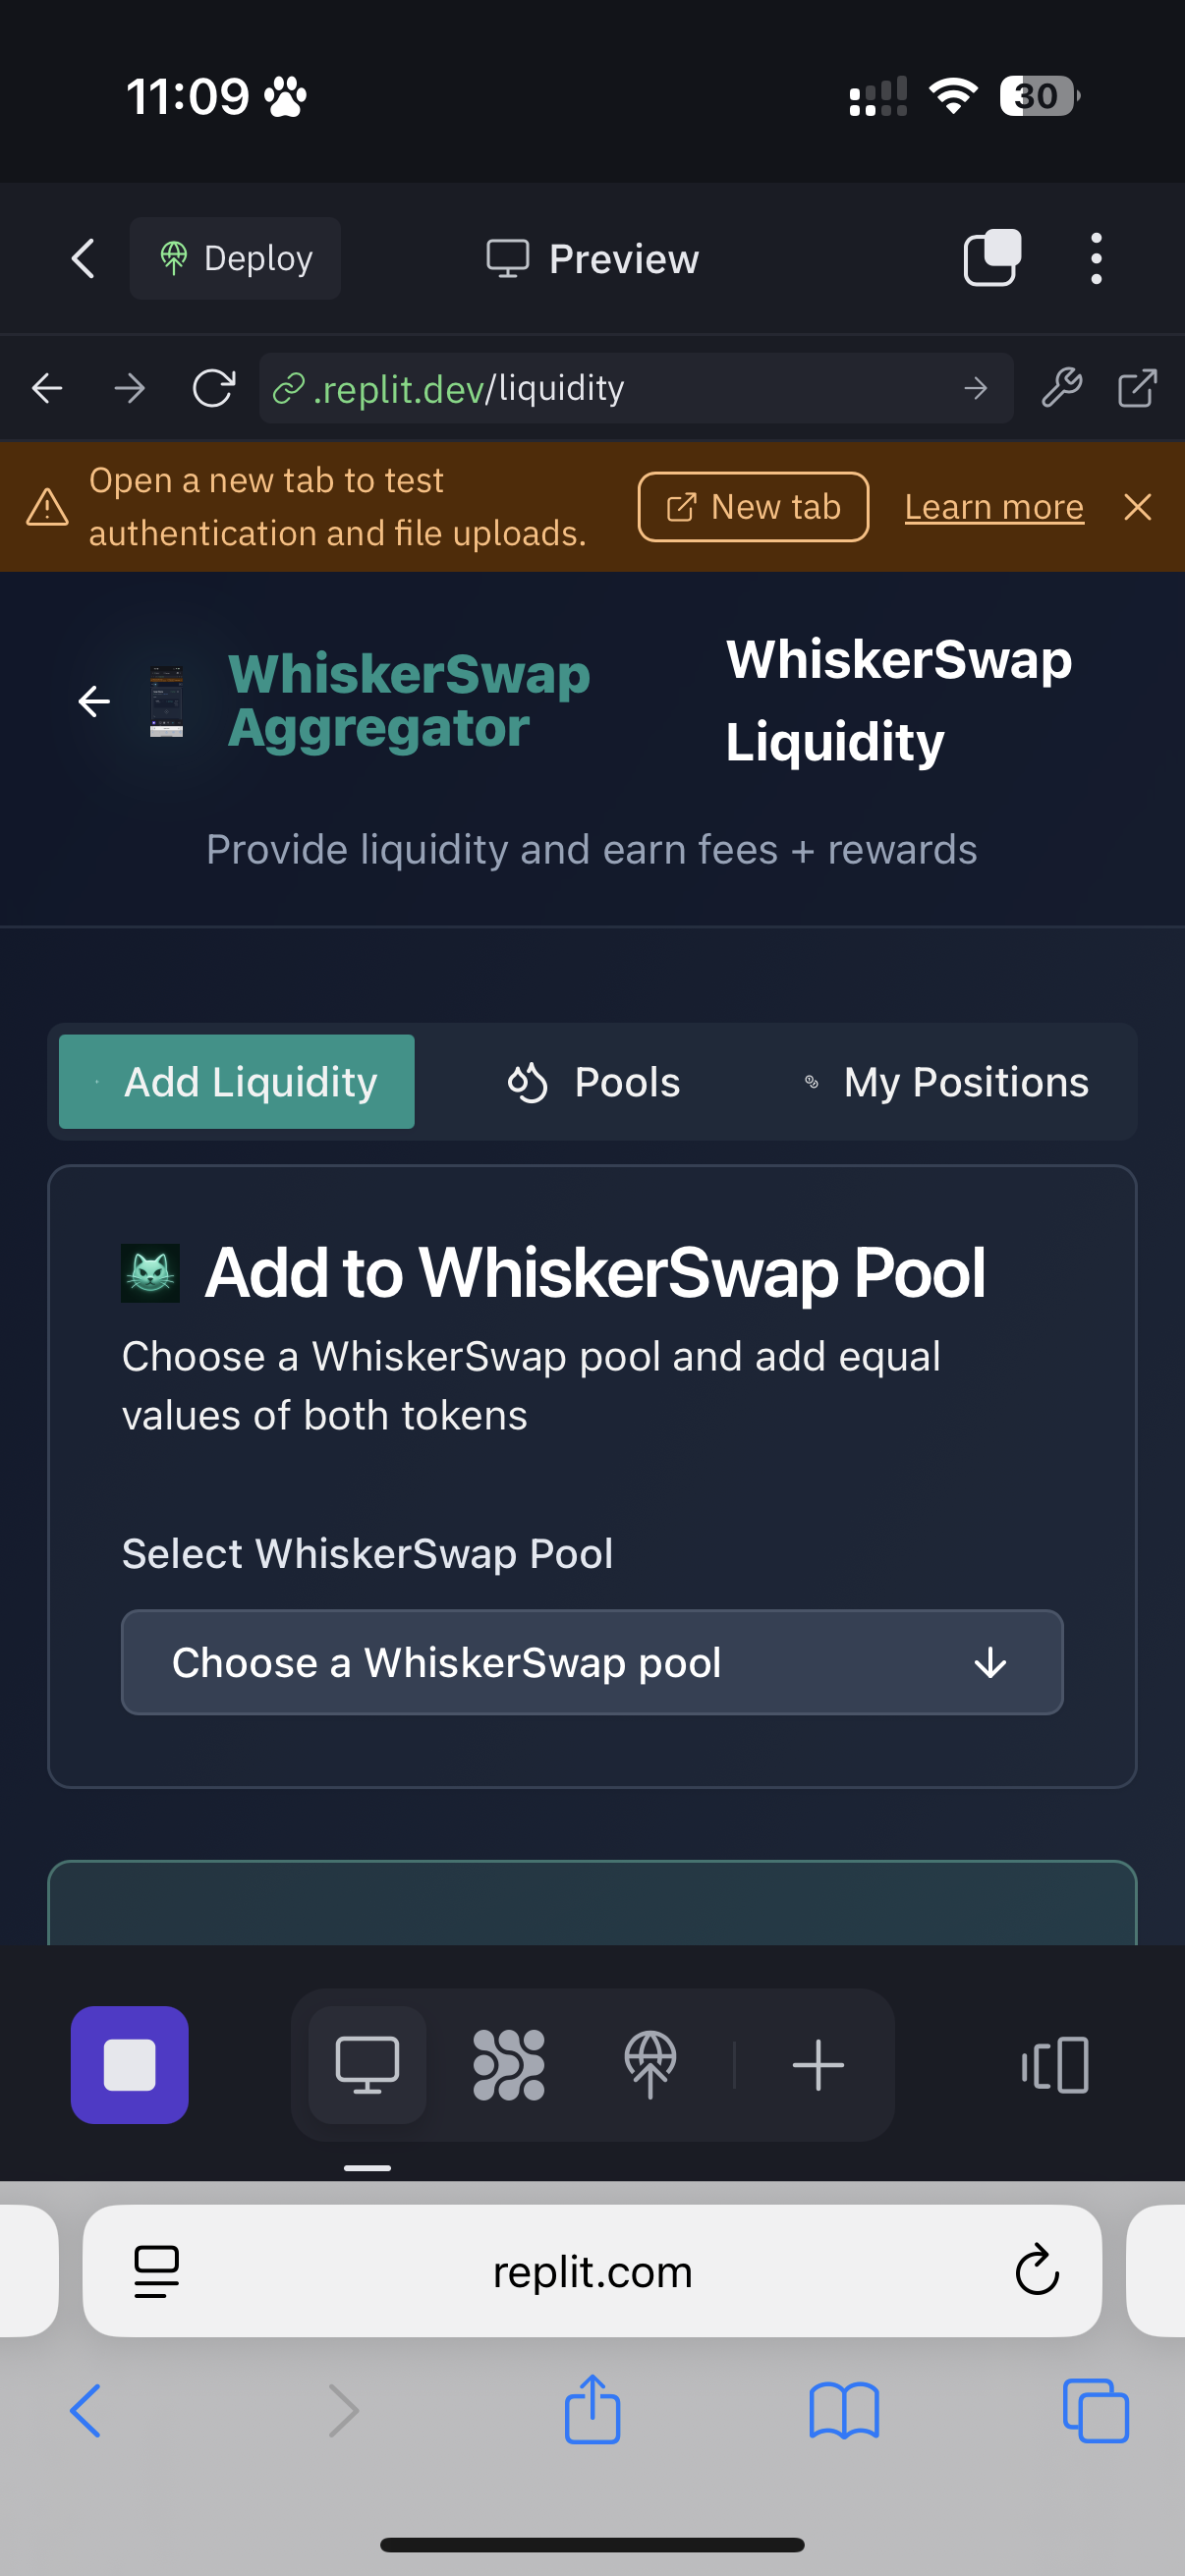 11:09
30
Deploy
Preview
.replit.dev/liquidity
Open a new tab to test
authentication and file uploads.
New tab
Learn more
WhiskerSwap
Aggregator
WhiskerSwap
Liquidity
Provide liquidity and earn fees + rewards
Add Liquidity
Pools
My Positions
Add to WhiskerSwap Pool
Choose a WhiskerSwap pool and add equal
values of both tokens
Select WhiskerSwap Pool
Choose a WhiskerSwap pool
replit.com